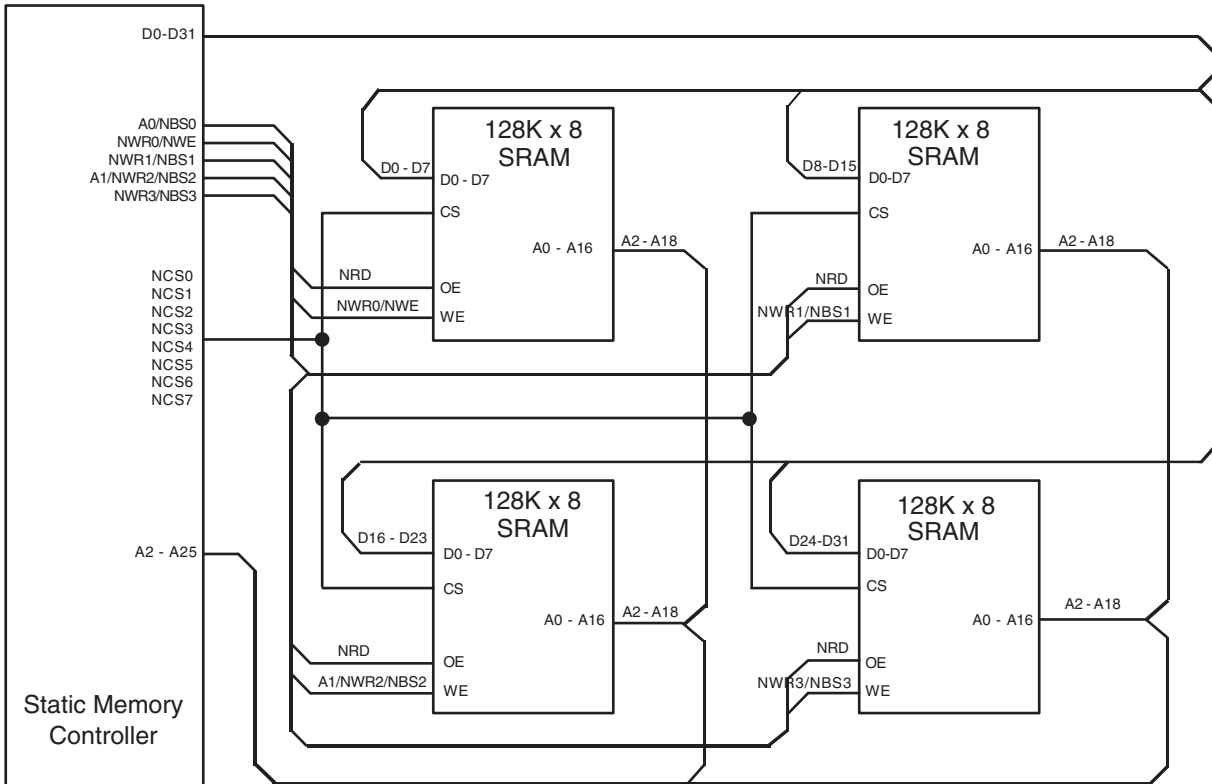 D0-D31
A0/NBS0
NWR0/NWE
NWR1/NBS1
A1/NWR2/NBS2
NWR3/NBS3
NCS0
NCS1
NCS2
NCS3
NCS4
NCS5
NCS6
NCS7
A2 - A25
Static Memory
Controller
128K x 8
SRAM
D0 - D7
D0 - D7
CS
A0 - A16
A2 - A18
NRD
OE
NWR0/NWE
WE
128K x 8
SRAM
D8-D15
D0-D7
CS
A0 - A16
A2 - A18
NRD
OE
NWR1/NBS1
WE
128K x 8
SRAM
D16 - D23
D0 - D7
CS
A0 - A16
A2 - A18
NRD
OE
A1/NWR2/NBS2
WE
128K x 8
SRAM
D24-D31
D0-D7
CS
A0 - A16
A2 - A18
NRD
OE
NWR3/NBS3
WE